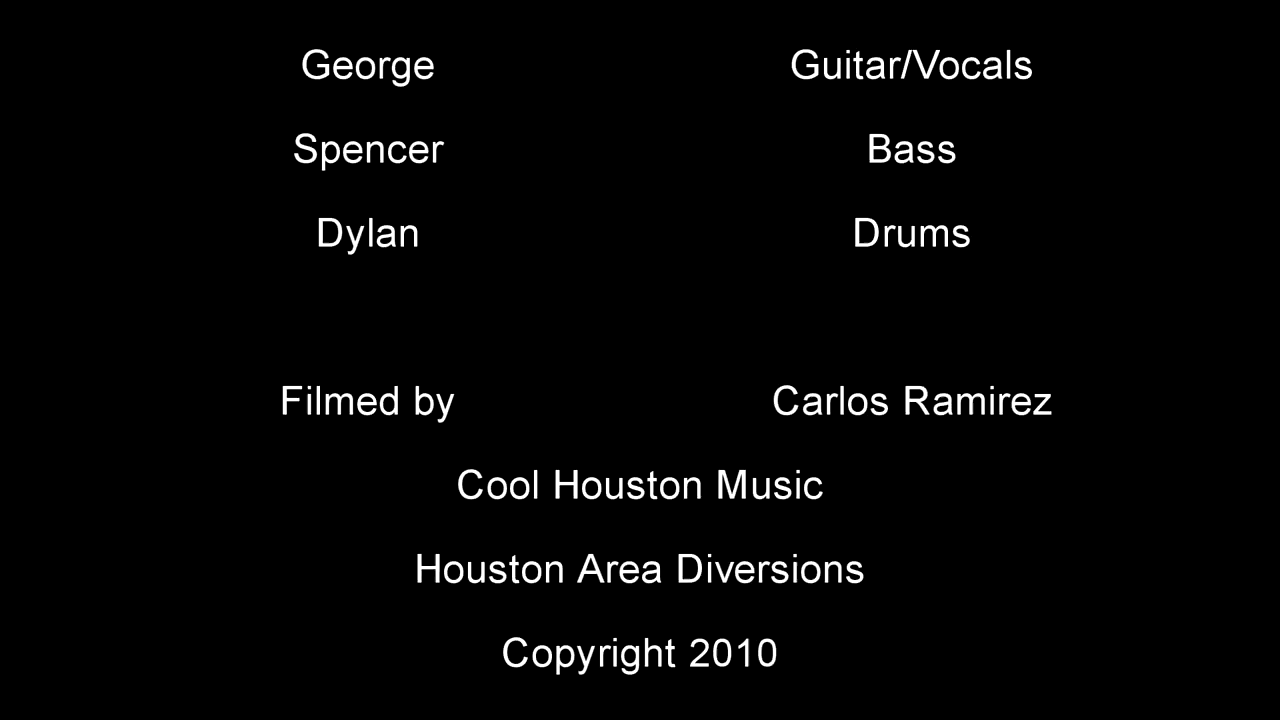 George Guitar/Vocals
Spencer Bass
Dylan Drums
Filmed by Carlos Ramirez
Cool Houston Music
Houston Area Diversions
Copyright 2010